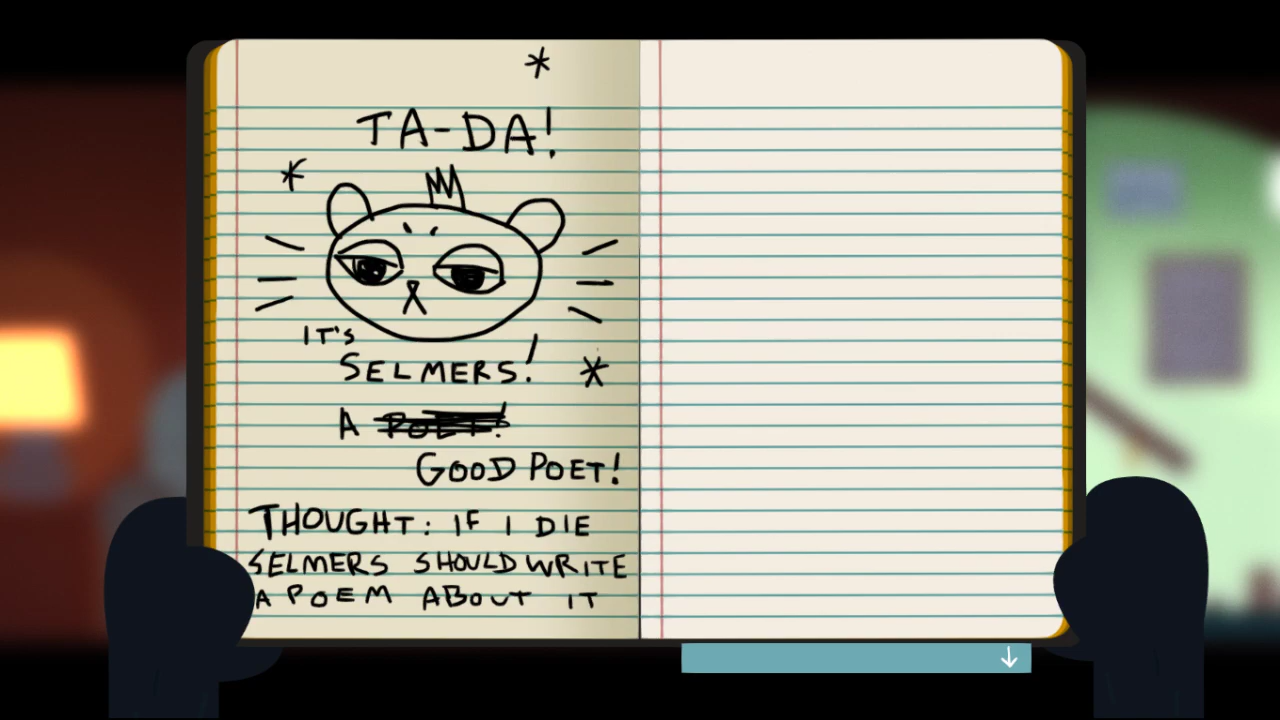 TA-DA!
IT'S
SELMERS!
A POET!
GOOD POET!
THOUGHT: IF I DIE
SELMERS SHOULD WRITE
A POEM ABOUT IT